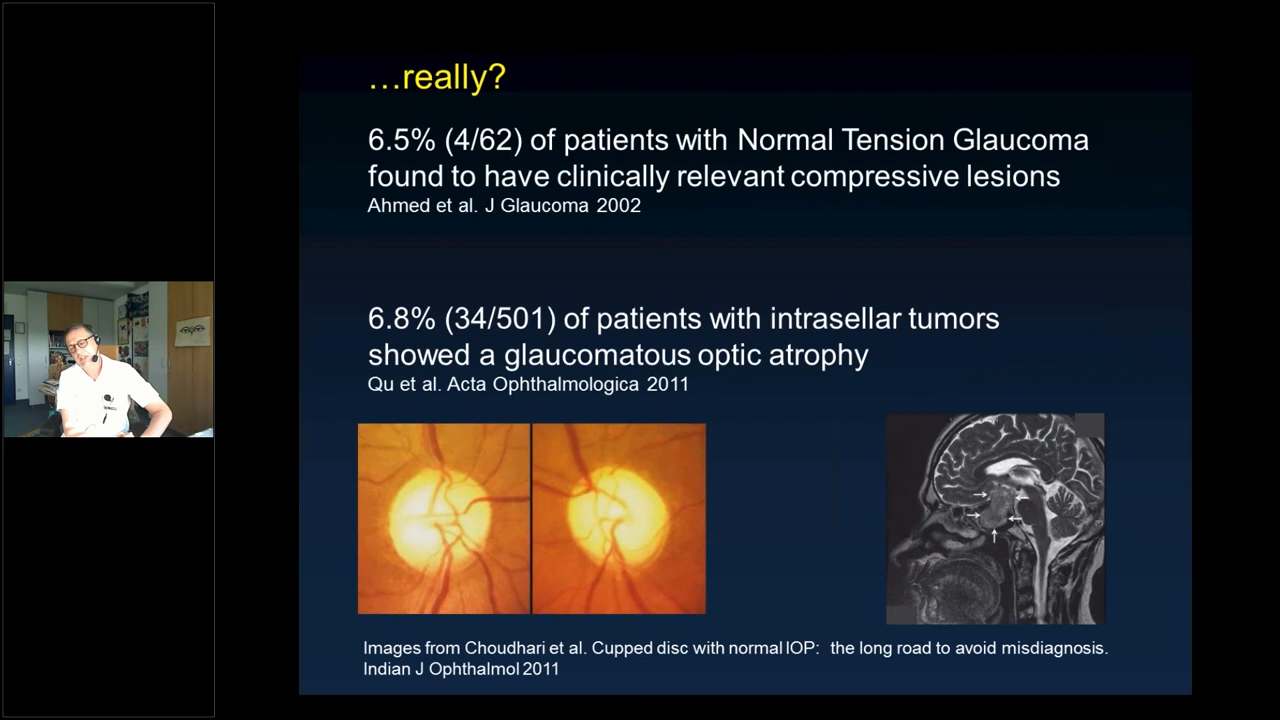 …really?
6.5% (4/62) of patients with Normal Tension Glaucoma
found to have clinically relevant compressive lesions
Ahmed et al. J Glaucoma 2002
6.8% (34/501) of patients with intrasellar tumors
showed a glaucomatous optic atrophy
Qu et al. Acta Ophthalmologica 2011
Images from Choudhari et al. Cupped disc with normal IOP: the long road to avoid misdiagnosis.
Indian J Ophthalmol 2011